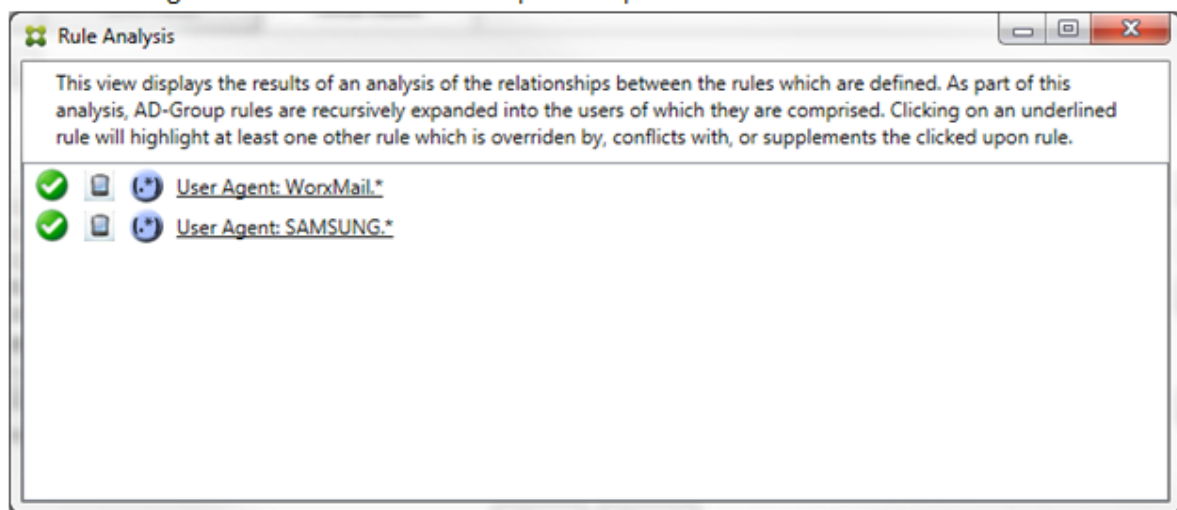 Rule Analysis
This view displays the results of an analysis of the relationships between the rules which are defined. As part of this
analysis, AD-Group rules are recursively expanded into the users of which they are comprised. Clicking on an underlined
rule will highlight at least one other rule which is overriden by, conflicts with, or supplements the clicked upon rule.
(.*) User Agent: WorxMail.*
(.*) User Agent: SAMSUNG.*